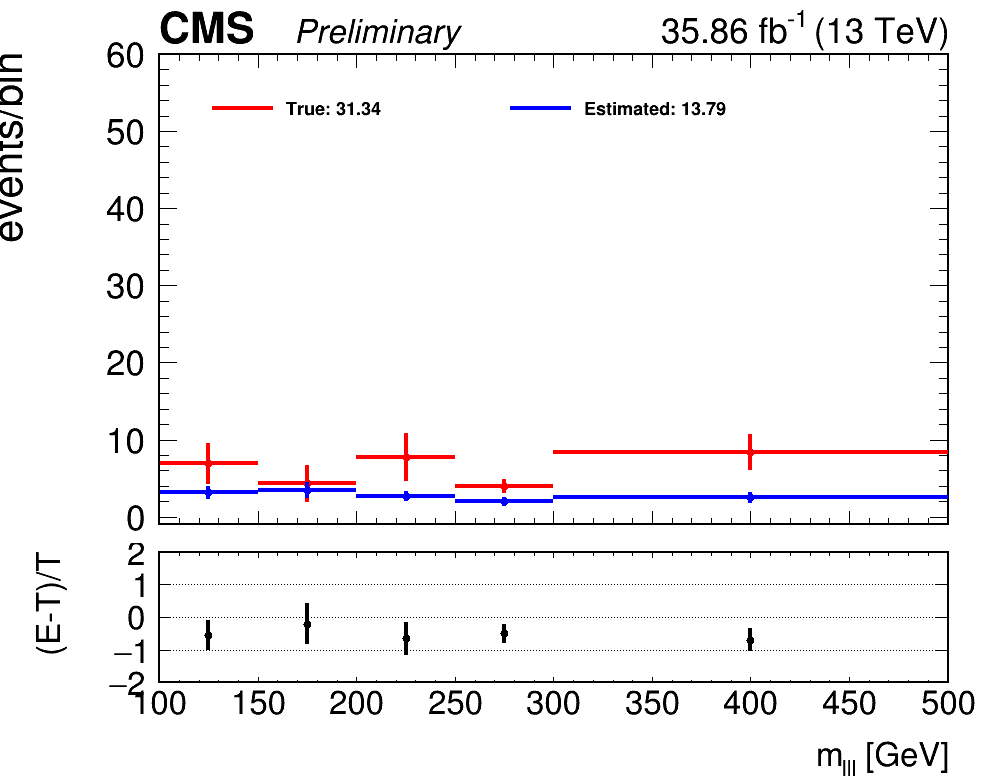 CMS Preliminary 35.86 fb-1 (13 TeV)
events/bin
60
True: 31.34 Estimated: 13.79
50
40
30
20
10
0
(E-T)/T
2
1
0
−1
−2
100 150 200 250 300 350 400 450 500
m_lll [GeV]